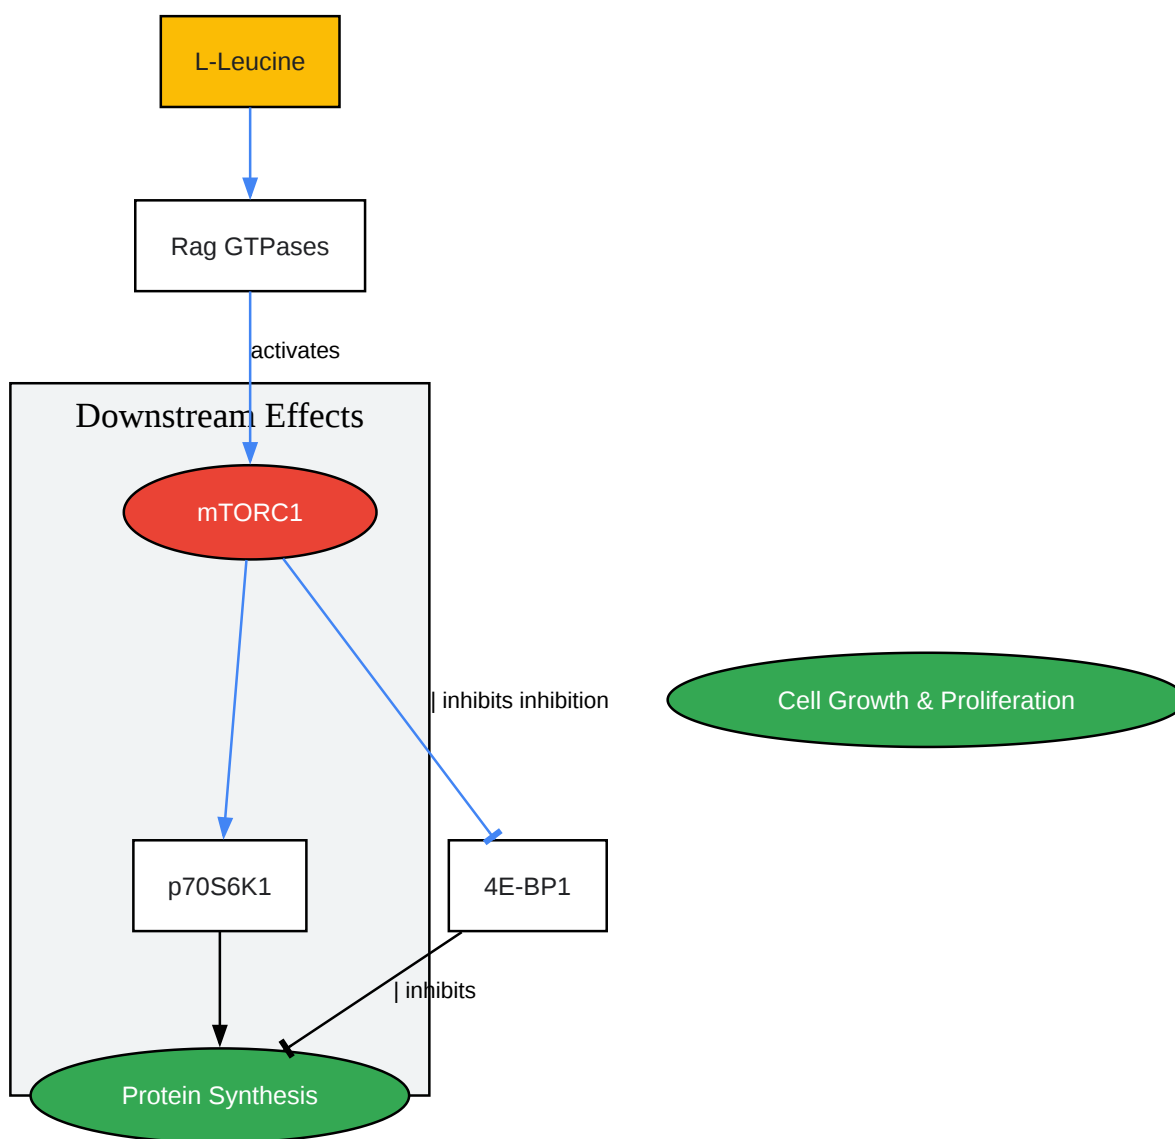 L-Leucine
Rag GTPases
activates
Downstream Effects
mTORC1
| inhibits inhibition
Cell Growth & Proliferation
p70S6K1
4E-BP1
| inhibits
Protein Synthesis